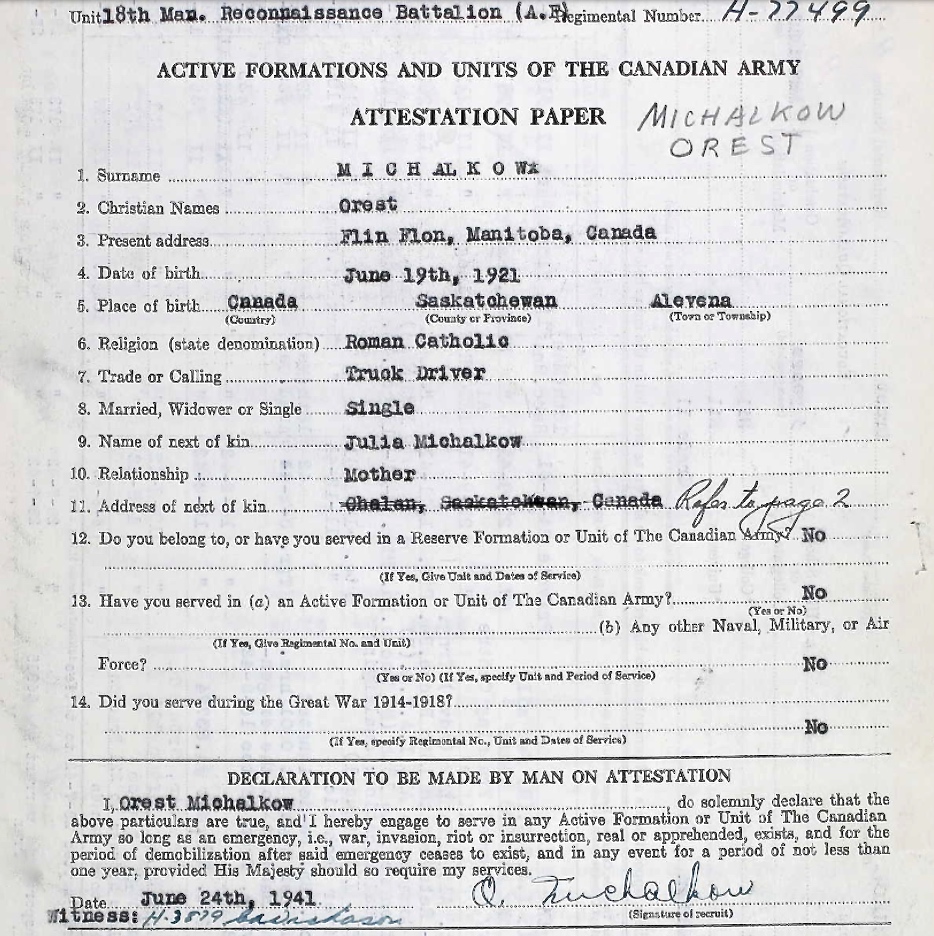 Unit 18th Man. Reconnaissance Battalion (A.F) Regimental Number H-77499
ACTIVE FORMATIONS AND UNITS OF THE CANADIAN ARMY
ATTESTATION PAPER MICHALKOW
OREST
1. Surname MICHALKOWx
2. Christian Names Orest
3. Present address Flin Flon, Manitoba, Canada
4. Date of birth June 19th, 1921
5. Place of birth Canada Saskatchewan Alevena
(Country) (County or Province) (Town or Township)
6. Religion (state denomination) Roman Catholic
7. Trade or Calling Truck Driver
8. Married, Widower or Single Single
9. Name of next of kin Julia Michalkow
10. Relationship Mother
11. Address of next of kin Chelan, Saskatchean, Canada Refer to page 2
12. Do you belong to, or have you served in a Reserve Formation or Unit of The Canadian Army? No
(If Yes, Give Unit and Dates of Service)
13. Have you served in (a) an Active Formation or Unit of The Canadian Army? No
(Yes or No)
(b) Any other Naval, Military, or Air
(If Yes, Give Regimental No. and Unit)
Force? No
(Yes or No) (If Yes, specify Unit and Period of Service)
14. Did you serve during the Great War 1914-1918?
No
(If Yes, specify Regimental No., Unit and Dates of Service)
DECLARATION TO BE MADE BY MAN ON ATTESTATION
I, Orest Michalkow, do solemnly declare that the
above particulars are true, and I hereby engage to serve in any Active Formation or Unit of The Canadian
Army so long as an emergency, i.e., war, invasion, riot or insurrection, real or apprehended, exists, and for the
period of demobilization after said emergency ceases to exist, and in any event for a period of not less than
one year, provided His Majesty should so require my services.
Date June 24th, 1941 O. Michalkow
Witness: H-3879 (Signature of recruit)